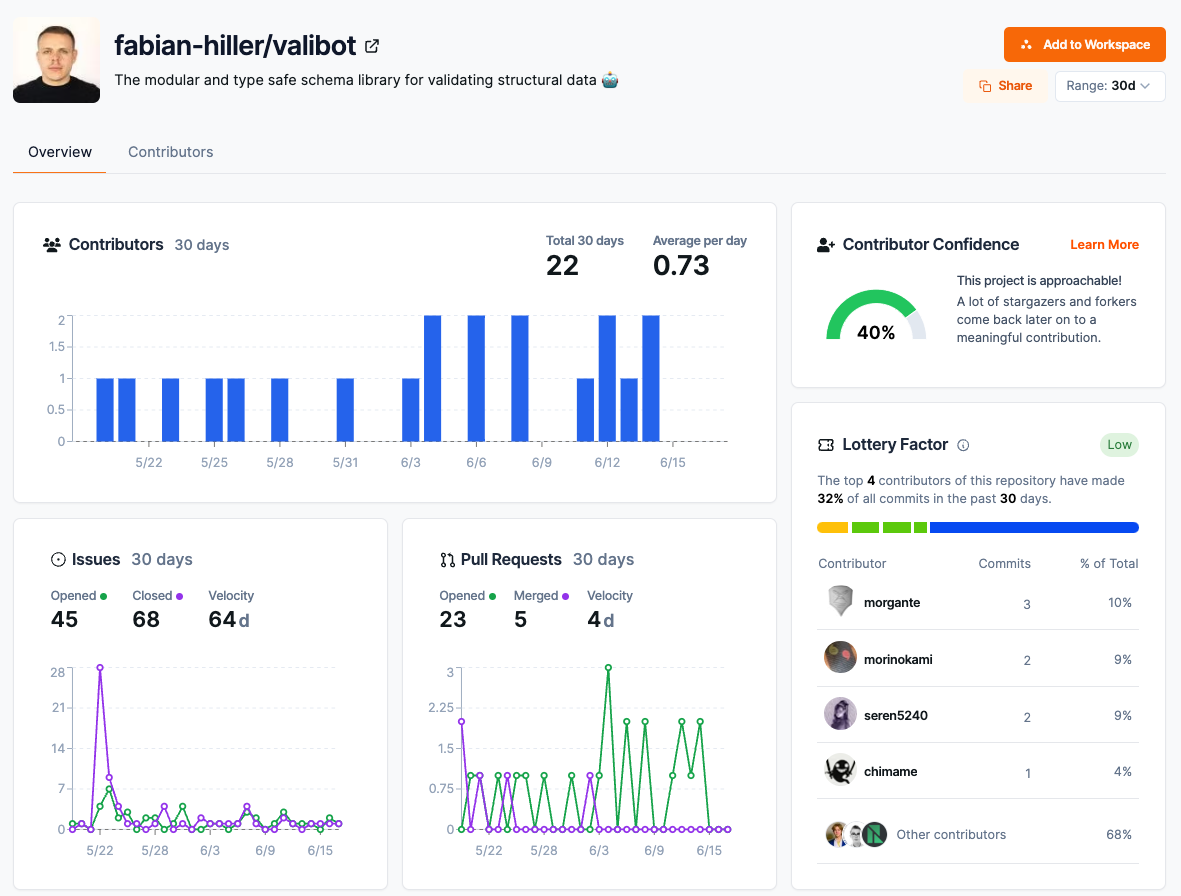 fabian-hiller/valibot
The modular and type safe schema library for validating structural data 🤖
Add to Workspace
Share
Range: 30d
Overview
Contributors
Contributors 30 days
Total 30 days
22
Average per day
0.73
2
1.5
1
0.5
0
5/22 5/25 5/28 5/31 6/3 6/6 6/9 6/12 6/15
Contributor Confidence
Learn More
40%
This project is approachable!
A lot of stargazers and forkers
come back later on to a
meaningful contribution.
Issues 30 days
Opened Closed Velocity
45 68 64 d
28
21
14
7
0
5/22 5/28 6/3 6/9 6/15
Pull Requests 30 days
Opened Merged Velocity
23 5 4 d
3
2.25
1.5
0.75
0
5/22 5/28 6/3 6/9 6/15
Lottery Factor
Low
The top 4 contributors of this repository have made
32% of all commits in the past 30 days.
Contributor Commits % of Total
morgante 3 10%
morinokami 2 9%
seren5240 2 9%
chimame 1 4%
N
Other contributors 68%